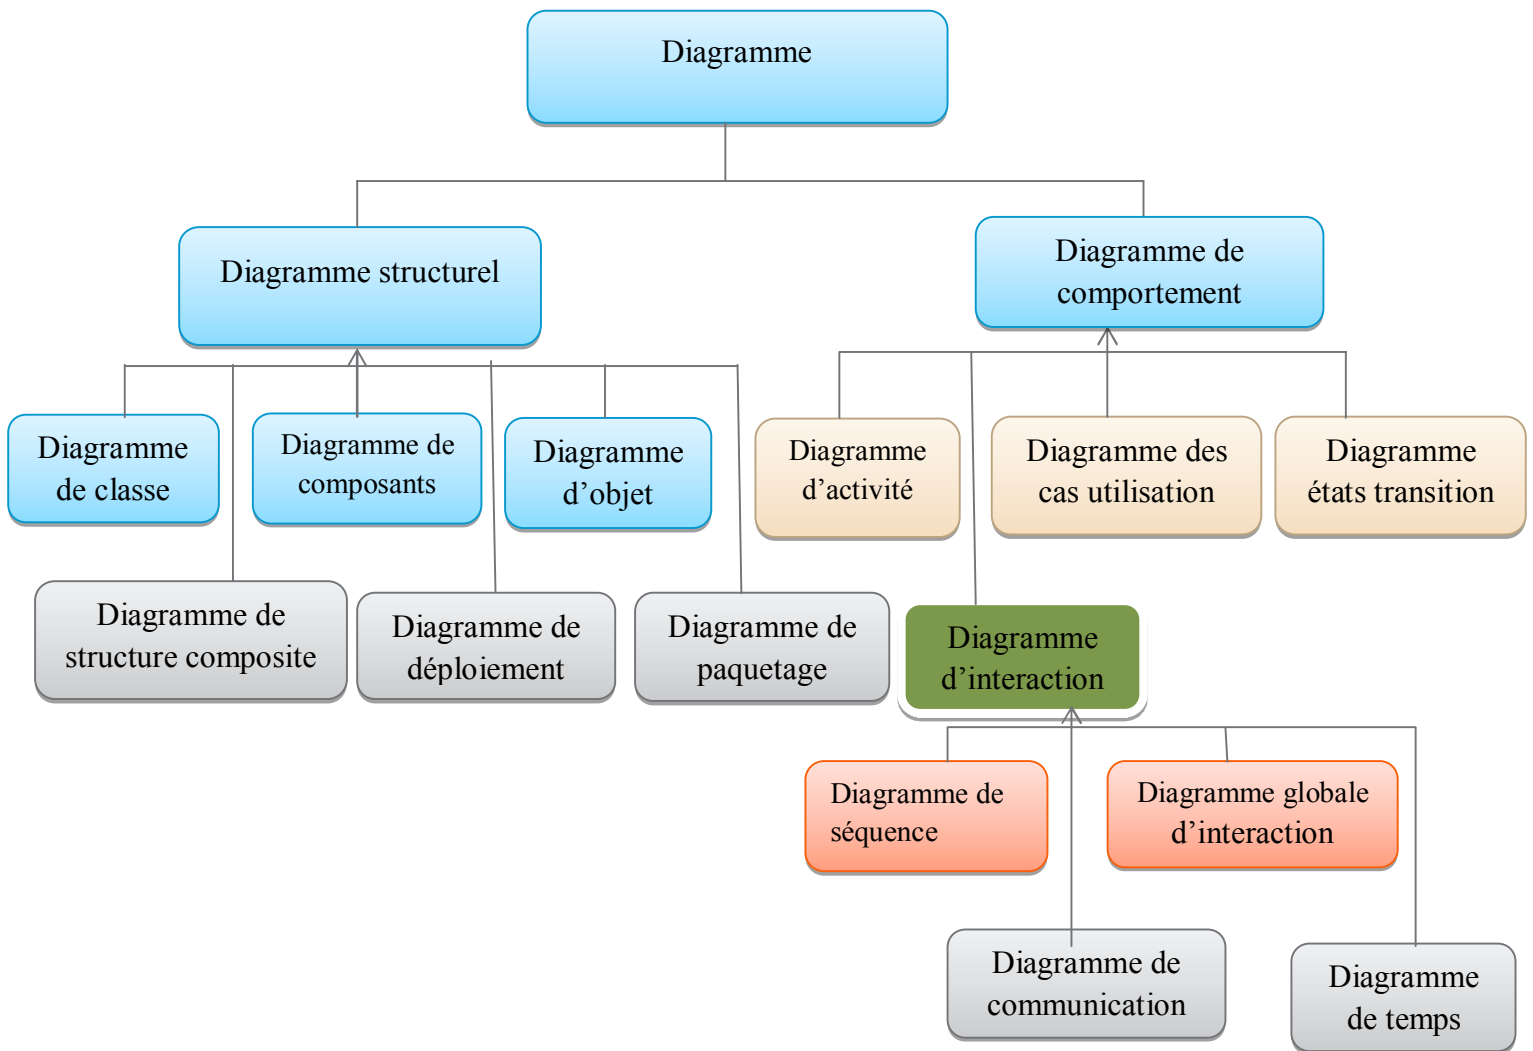 Diagramme
Diagramme structurel
Diagramme de
comportement
Diagramme
de classe
Diagramme de
composants
Diagramme
d’objet
Diagramme
d’activité
Diagramme des
cas utilisation
Diagramme
états transition
Diagramme de
structure composite
Diagramme de
déploiement
Diagramme de
paquetage
Diagramme
d’interaction
Diagramme de
séquence
Diagramme globale
d’interaction
Diagramme de
communication
Diagramme
de temps